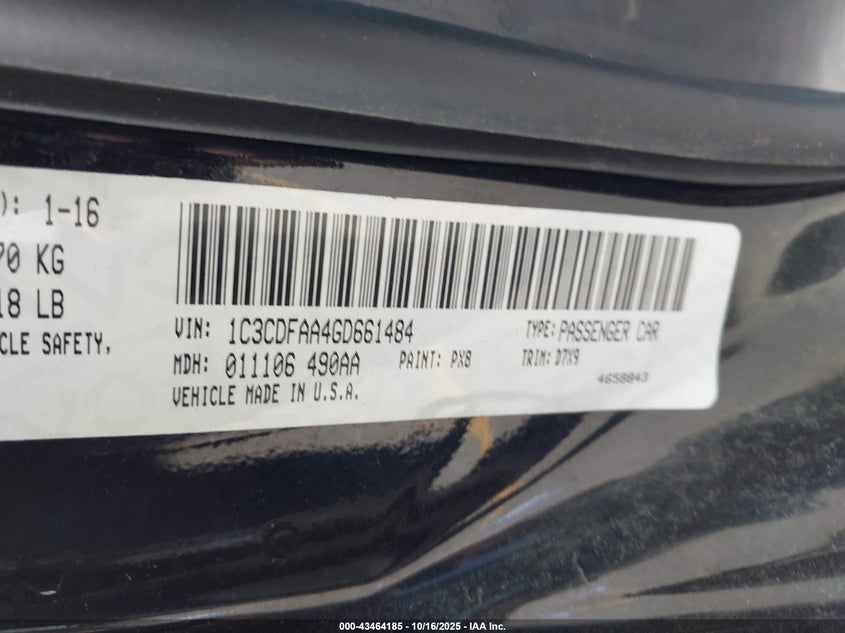 ): 1-16
70 KG
18 LB
CLE SAFETY,
VIN: 1C3CDFAA4GD661484
TYPE: PASSENGER CAR
MDH: 011106 490AA
PAINT: PX8
TRIM: D7X9
VEHICLE MADE IN U.S.A.
4658843
000-43464185 - 10/16/2025 - IAA Inc.